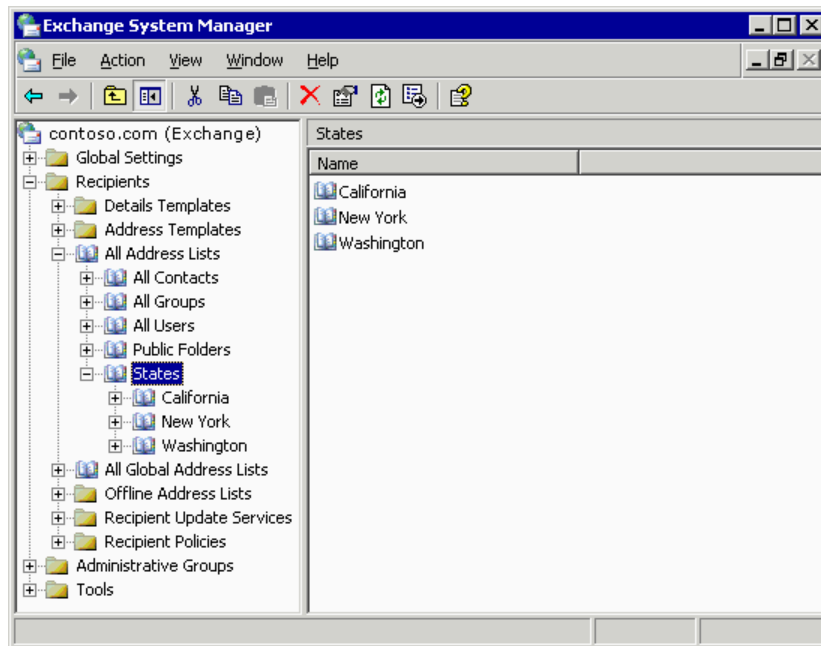 Exchange System Manager
File Action View Window Help
contoso.com (Exchange)
Global Settings
Recipients
Details Templates
Address Templates
All Address Lists
All Contacts
All Groups
All Users
Public Folders
States
California
New York
Washington
All Global Address Lists
Offline Address Lists
Recipient Update Services
Recipient Policies
Administrative Groups
Tools
States
Name
California
New York
Washington